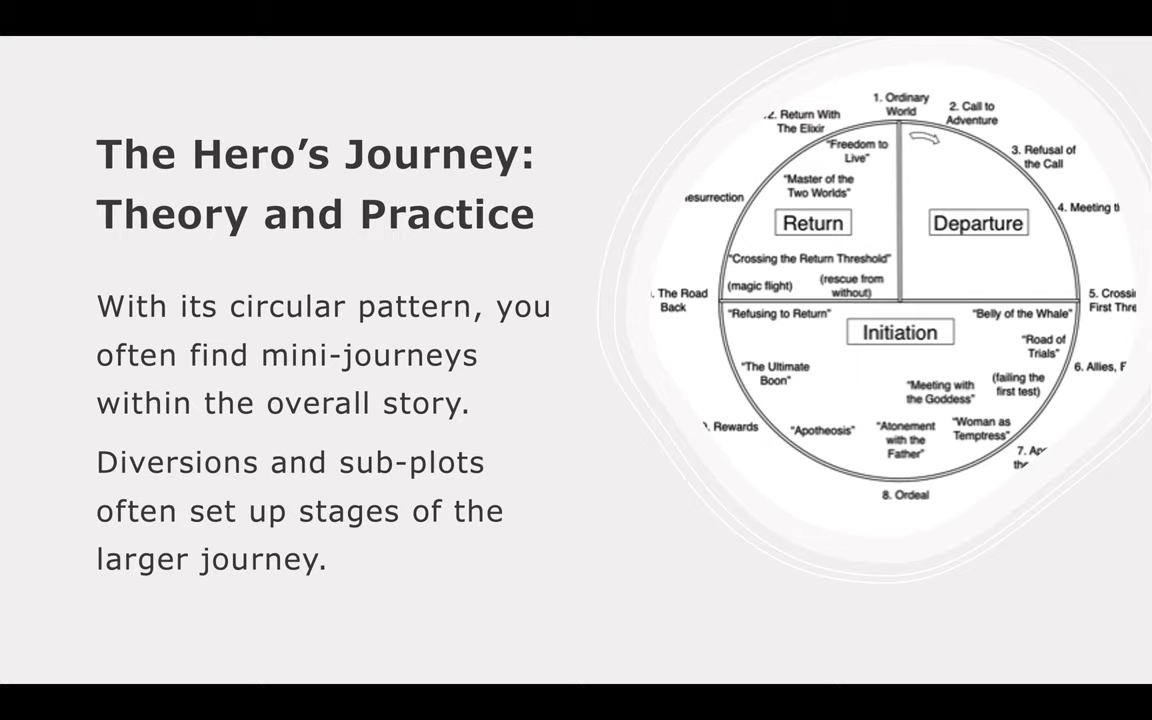 The Hero's Journey:
Theory and Practice
With its circular pattern, you
often find mini-journeys
within the overall story.
Diversions and sub-plots
often set up stages of the
larger journey.
1. Ordinary
World
2. Call to
Adventure
3. Refusal of
the Call
4. Meeting
5.
First
6. Allies,
7.
8. Ordeal
Rewards
The Road
Back
Return With
The Elixir
"Freedom to
Live"
"Master of the
Two Worlds"
Return
Departure
"Crossing the Return Threshold"
(magic flight)
(rescue from
without)
"Refusing to Return"
Initiation
"Belly of the Whale"
"Road of
Trials"
"The Ultimate
Boon"
"Meeting with
the Goddess"
(failing the
first test)
"Apotheosis"
"Atonement
with the
Father"
"Woman as
Temptress"